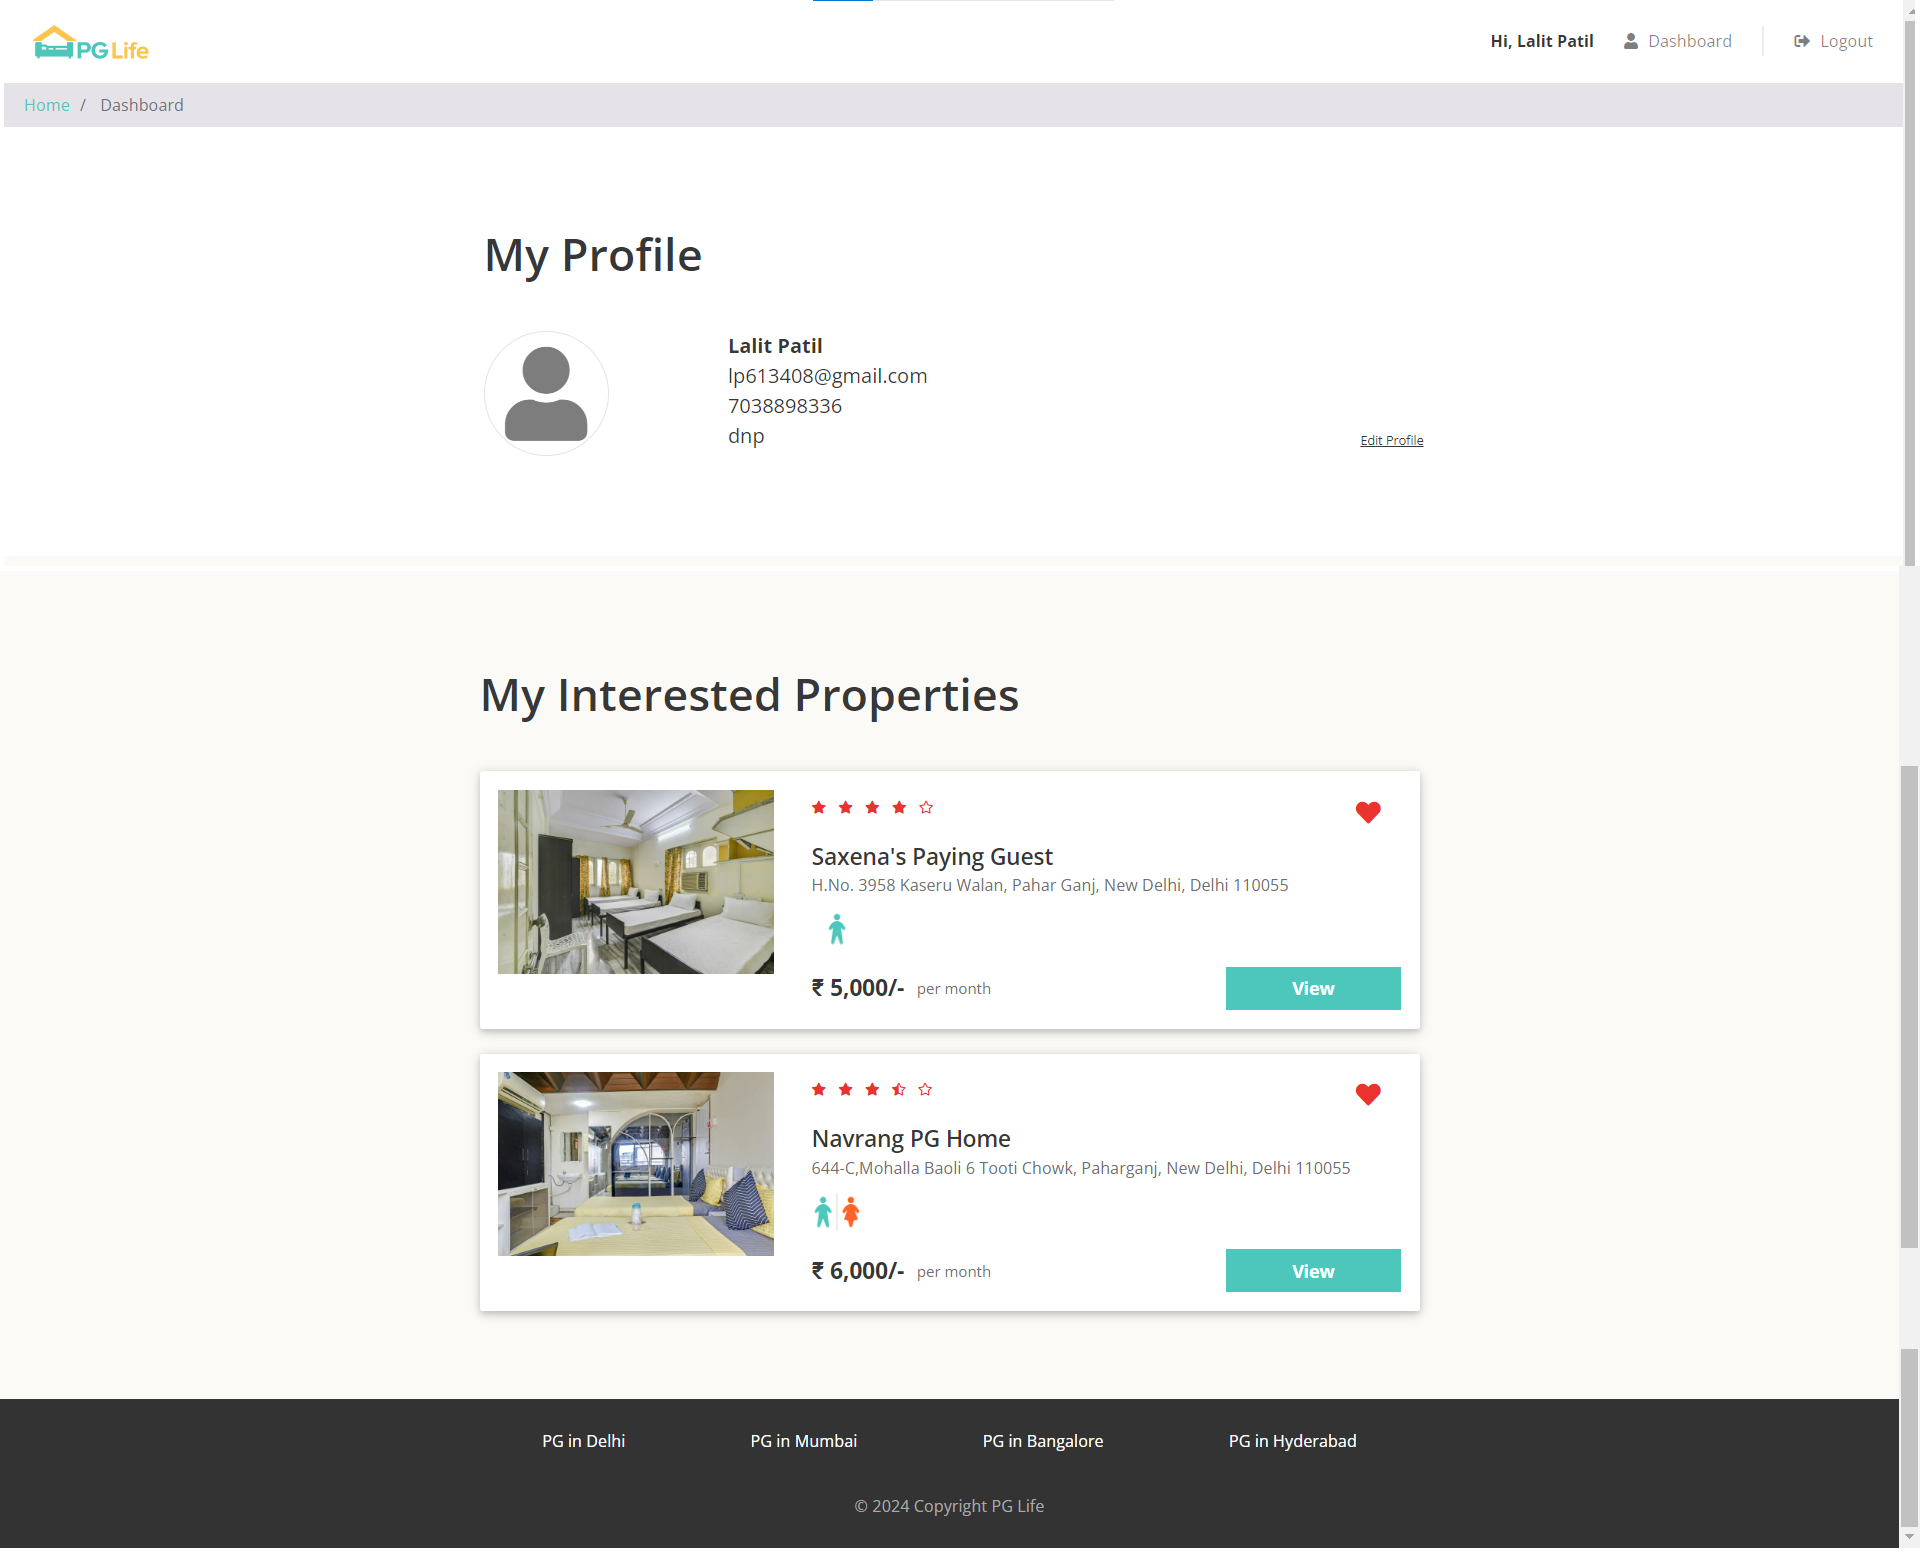 PG Life
Hi, Lalit Patil
Dashboard
Logout
Home / Dashboard
My Profile
Lalit Patil
lp613408@gmail.com
7038898336
dnp
Edit Profile
My Interested Properties
Saxena's Paying Guest
H.No. 3958 Kaseru Walan, Pahar Ganj, New Delhi, Delhi 110055
₹ 5,000/- per month
View
Navrang PG Home
644-C,Mohalla Baoli 6 Tooti Chowk, Paharganj, New Delhi, Delhi 110055
₹ 6,000/- per month
View
PG in Delhi
PG in Mumbai
PG in Bangalore
PG in Hyderabad
© 2024 Copyright PG Life